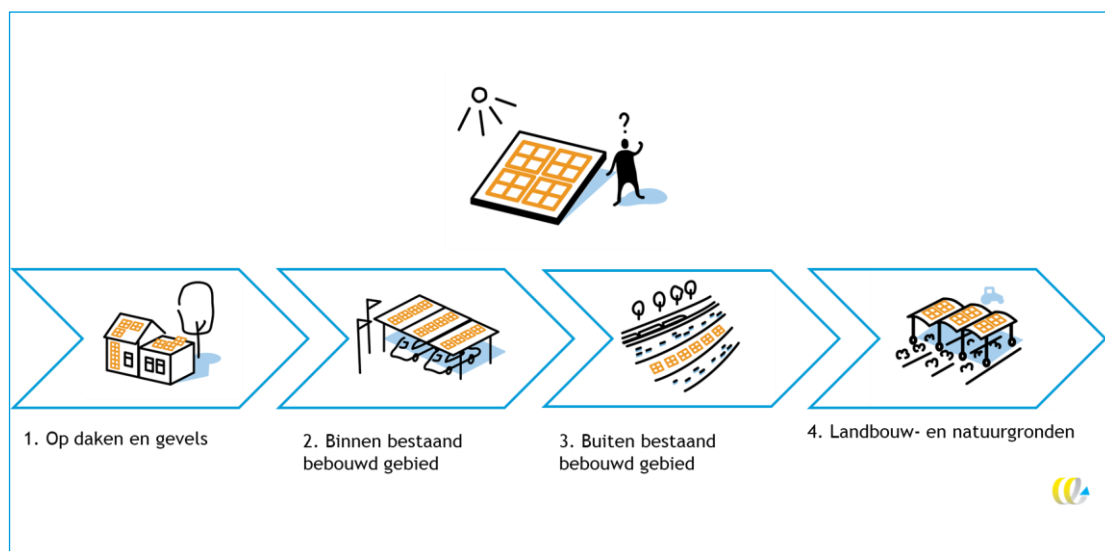 ?
1. Op daken en gevels
2. Binnen bestaand
bebouwd gebied
3. Buiten bestaand
bebouwd gebied
4. Landbouw- en natuurgronden